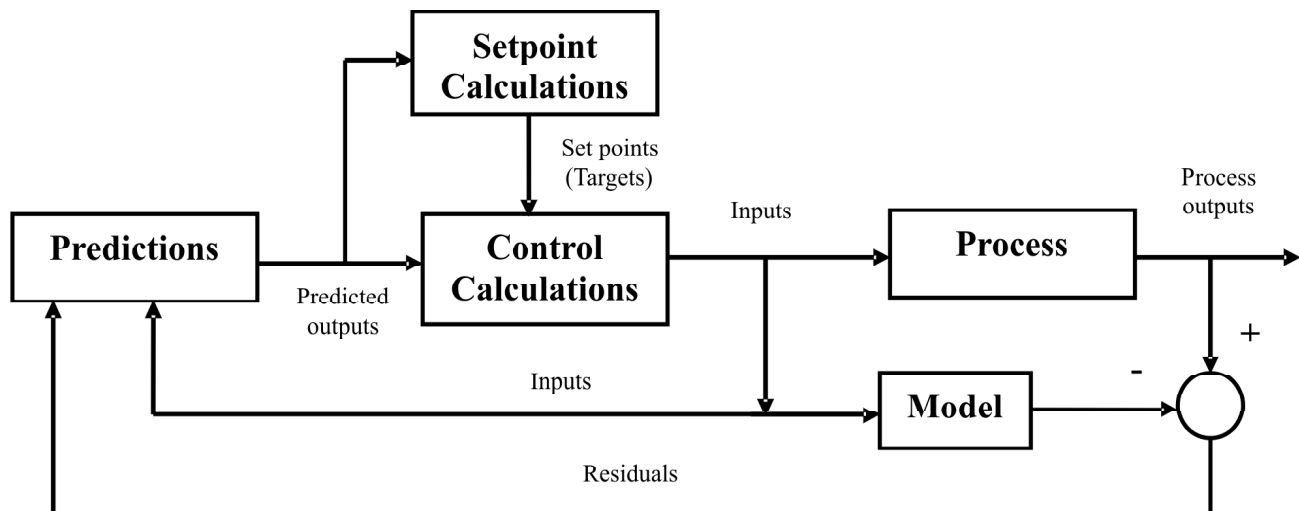 Setpoint
Calculations
Set points
(Targets)
Process
outputs
Inputs
Predictions
Control
Calculations
Process
Predicted
outputs
+
-
Inputs
Model
Residuals